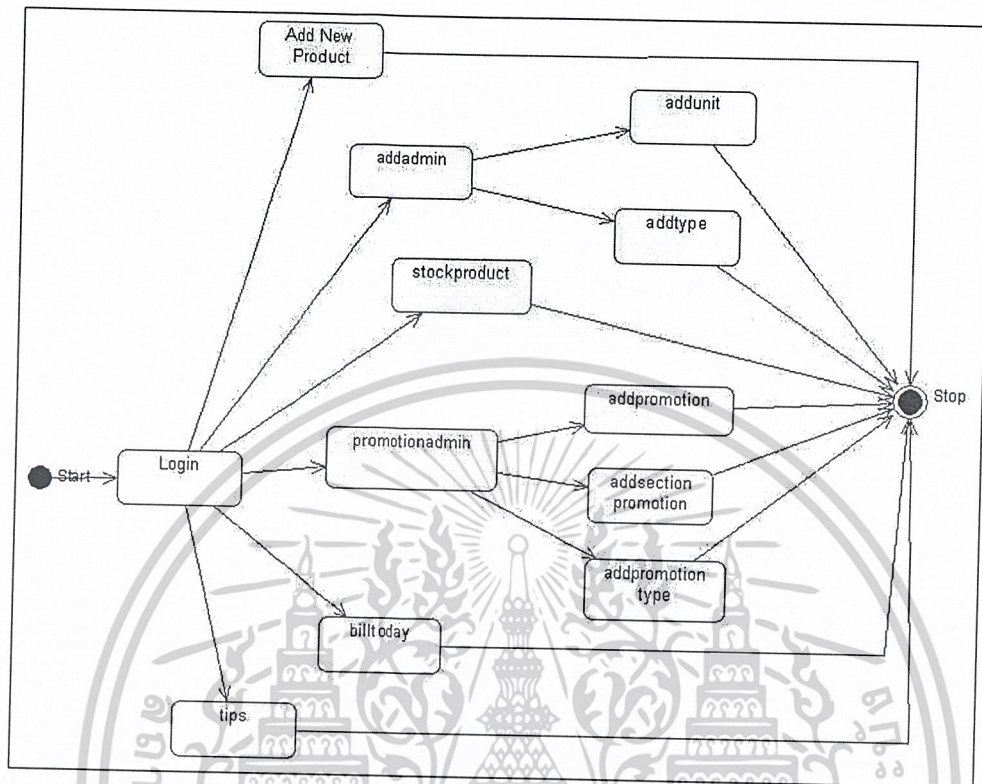 Add New
Product
addunit
addadmin
addtype
stockproduct
addpromotion
Stop
promotionadmin
Start
Login
addsection
promotion
addpromotion
type
billtoday
tips